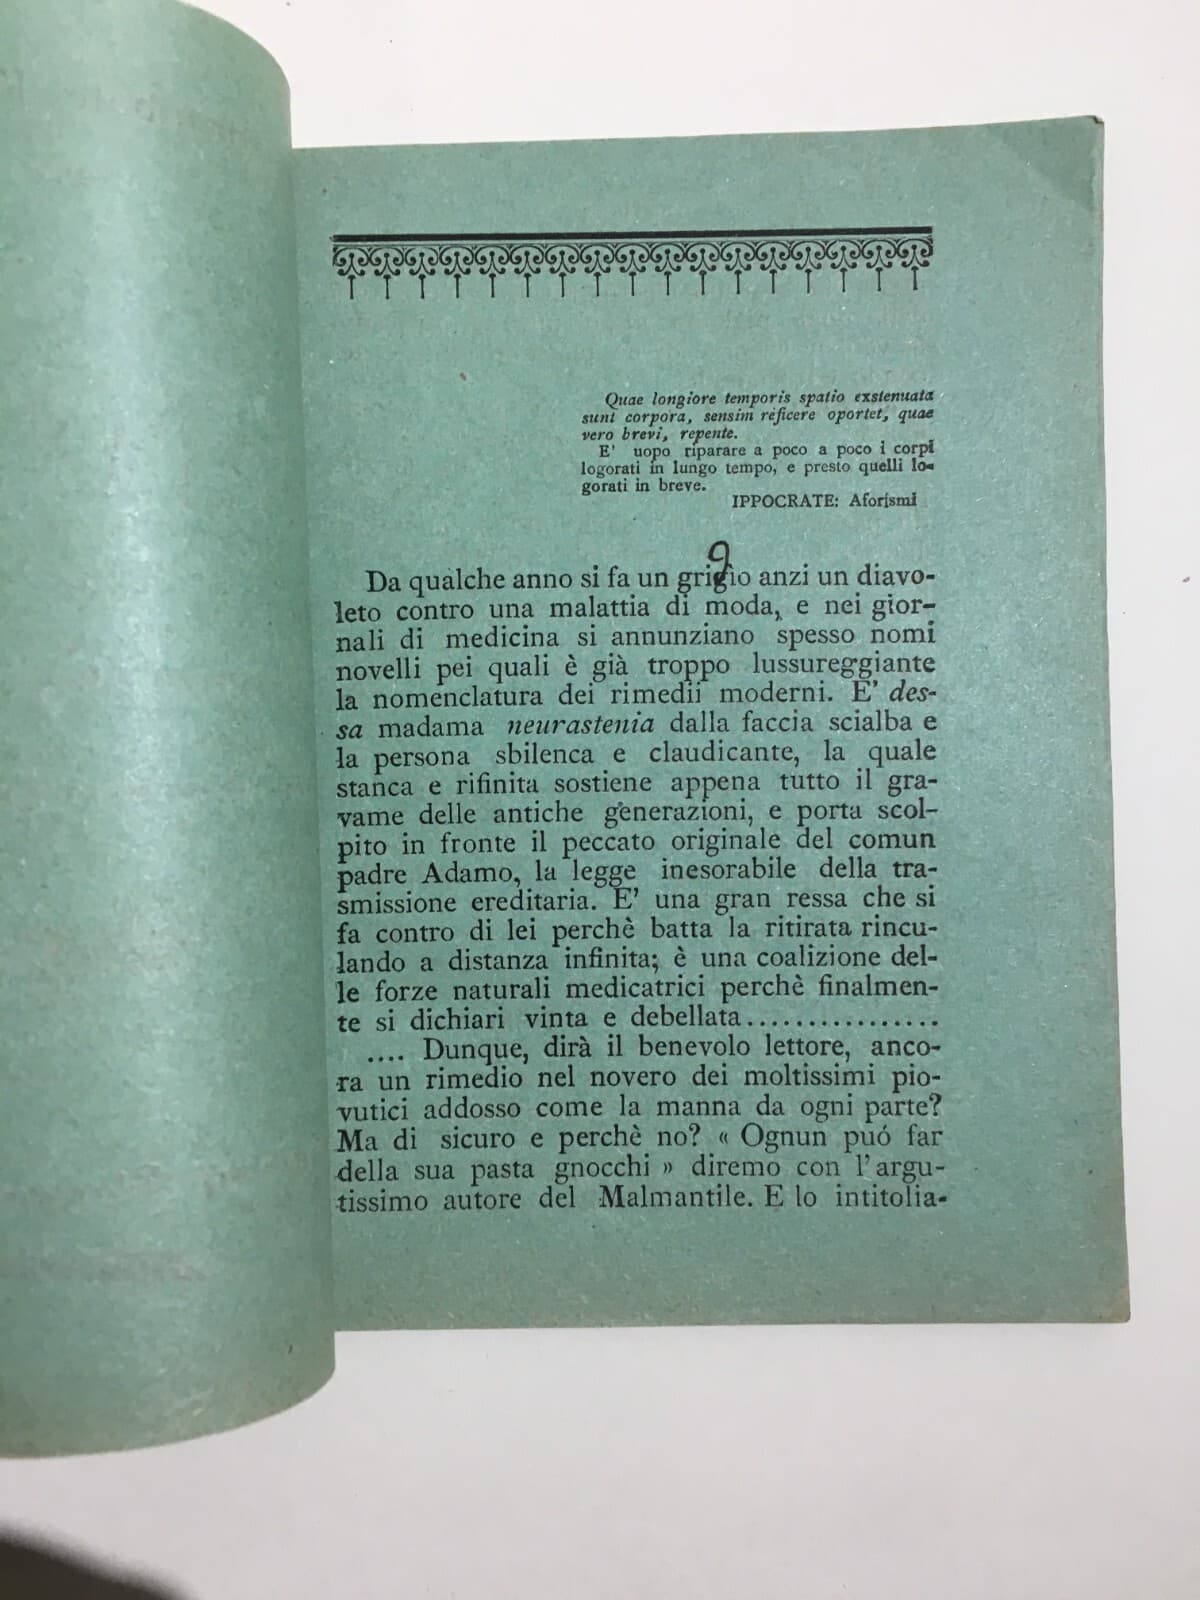 Quae longiore temporis spatio exstenuata
sunt corpora, sensim reficere oportet, quae
vero brevi, repente.
E' uopo riparare a poco a poco i corpi
logorati in lungo tempo, e presto quelli lo-
gorati in breve.
IPPOCRATE: Aforismi
g
Da qualche anno si fa un grigio anzi un diavo-
leto contro una malattia di moda, e nei gior-
nali di medicina si annunziano spesso nomi
novelli pei quali è già troppo lussureggiante
la nomenclatura dei rimedii moderni. E' des-
sa madama neurastenia dalla faccia scialba e
la persona sbilenca e claudicante, la quale
stanca e rifinita sostiene appena tutto il gra-
vame delle antiche generazioni, e porta scol-
pito in fronte il peccato originale del comun
padre Adamo, la legge inesorabile della tra-
smissione ereditaria. E' una gran ressa che si
fa contro di lei perchè batta la ritirata rincu-
lando a distanza infinita; è una coalizione del-
le forze naturali medicatrici perchè finalmen-
te si dichiari vinta e debellata................
.... Dunque, dirà il benevolo lettore, anco-
ra un rimedio nel novero dei moltissimi pio-
vutici addosso come la manna da ogni parte?
Ma di sicuro e perchè no? « Ognun puó far
della sua pasta gnocchi » diremo con l'argu-
tissimo autore del Malmantile. E lo intitolia-